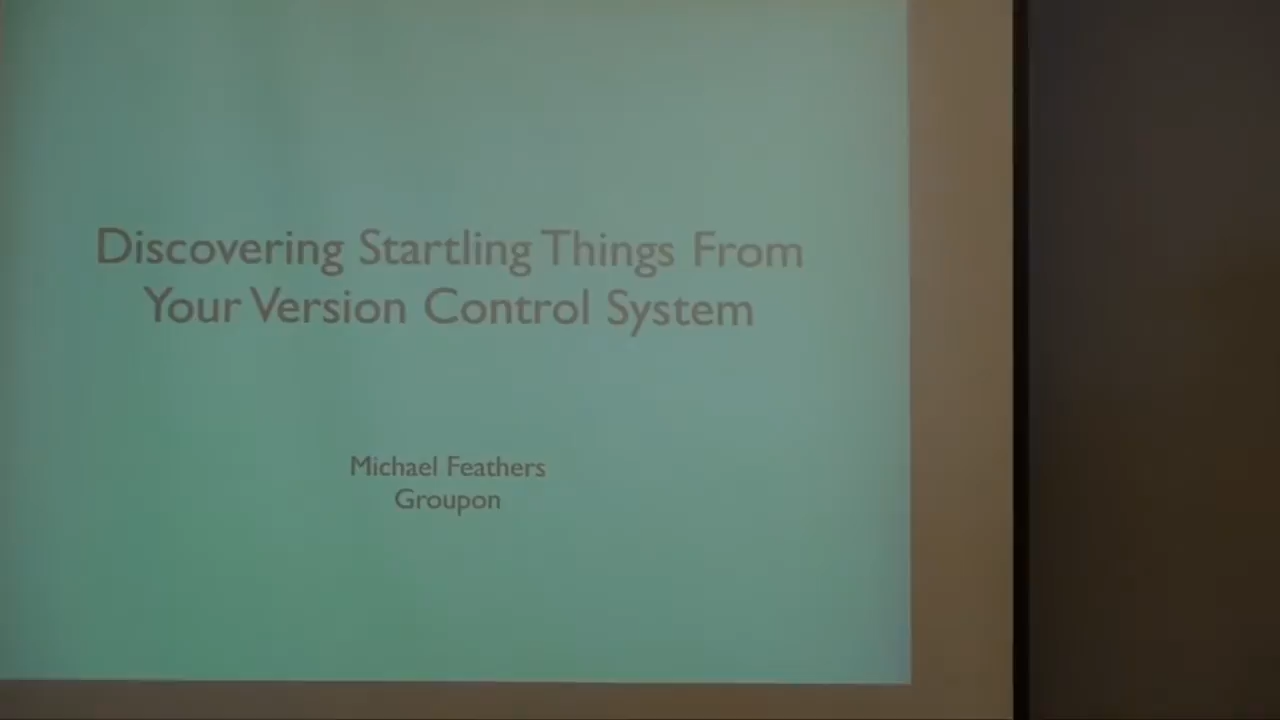 Discovering Startling Things From
Your Version Control System
Michael Feathers
Groupon